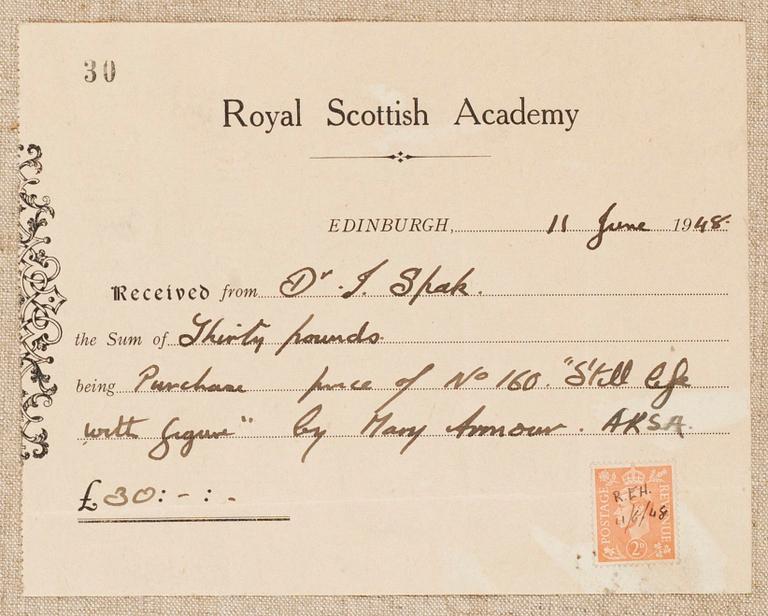 30
Royal Scottish Academy
EDINBURGH, 11 June 1948.
Received from Dr. I. Spak.
the Sum of Thirty pounds.
being Purchase price of No 160. "Still life
with figure" by Mary Armour. ARSA.
£30:-:-
POSTAGE REVENUE
R.E.H.
11/6/48
2D